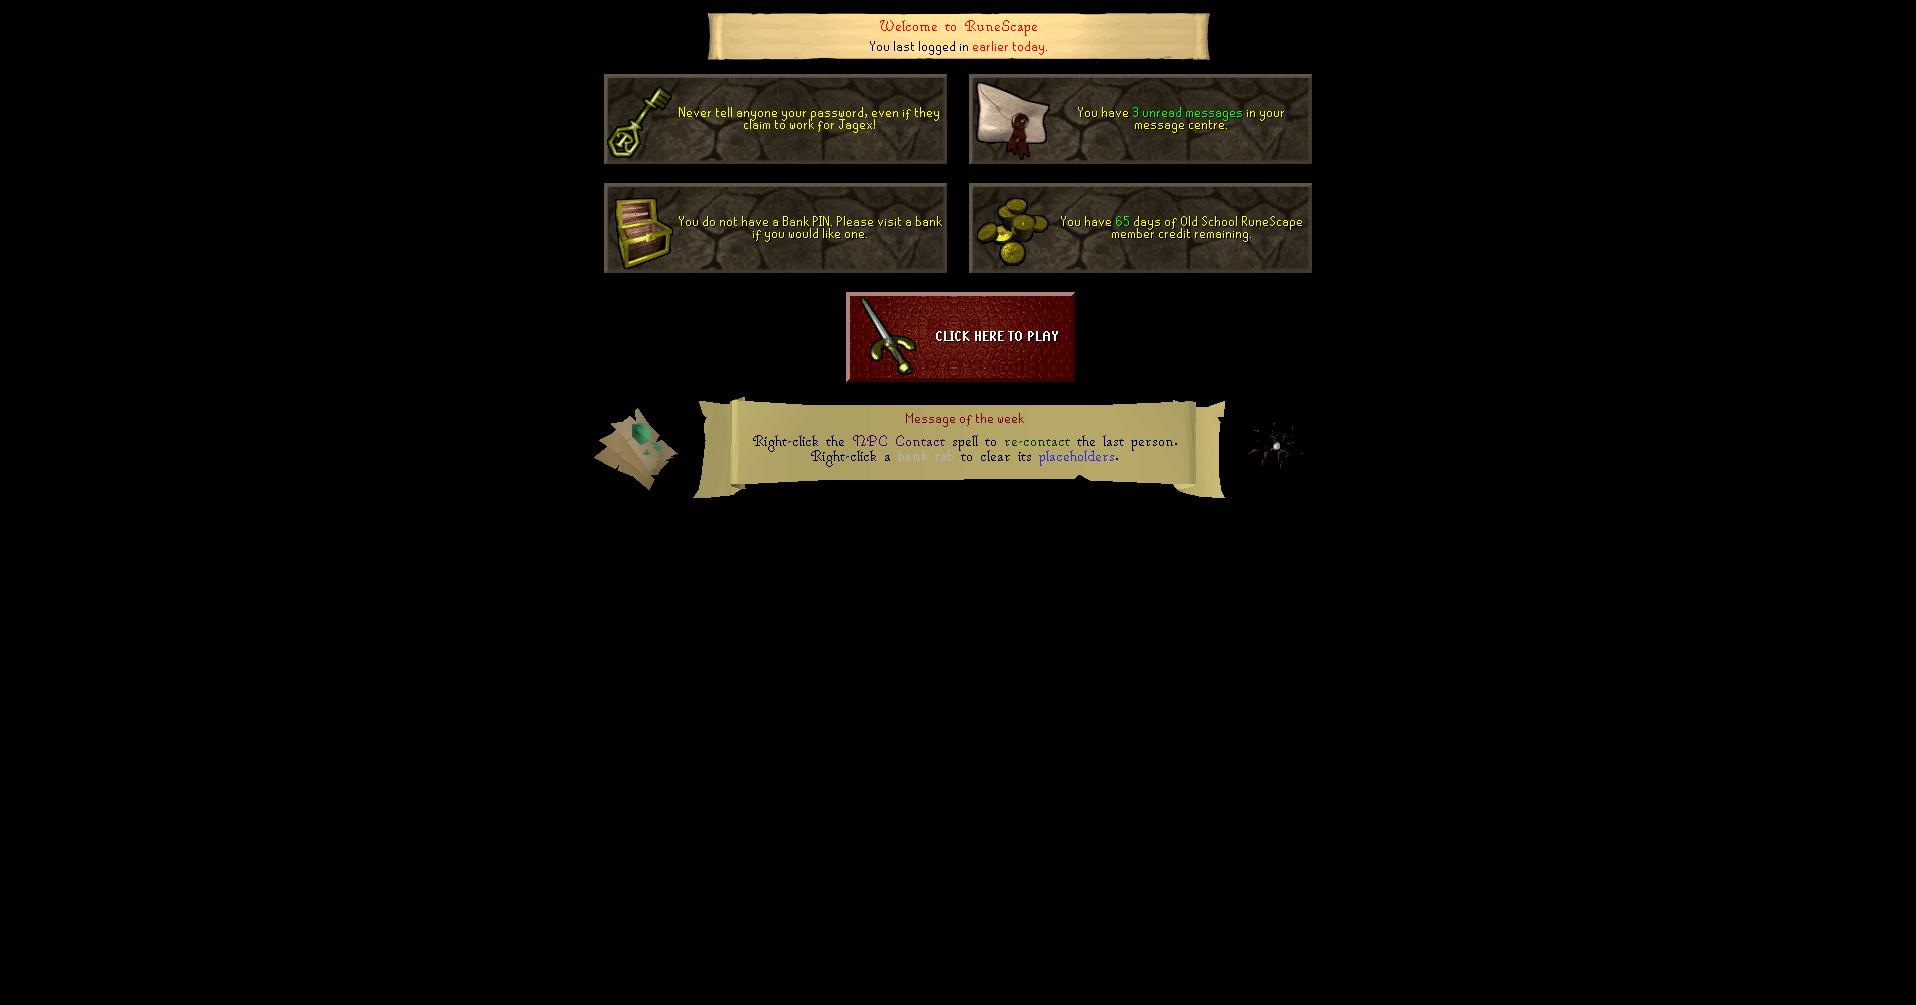 Welcome to RuneScape
You last logged in earlier today.
Never tell anyone your password, even if they
claim to work for Jagex!
You have 3 unread messages in your
message centre.
You do not have a Bank PIN. Please visit a bank
if you would like one.
You have 65 days of Old School RuneScape
member credit remaining.
CLICK HERE TO PLAY
Message of the week
Right-click the NPC Contact spell to re-contact the last person.
Right-click a bank tab to clear its placeholders.